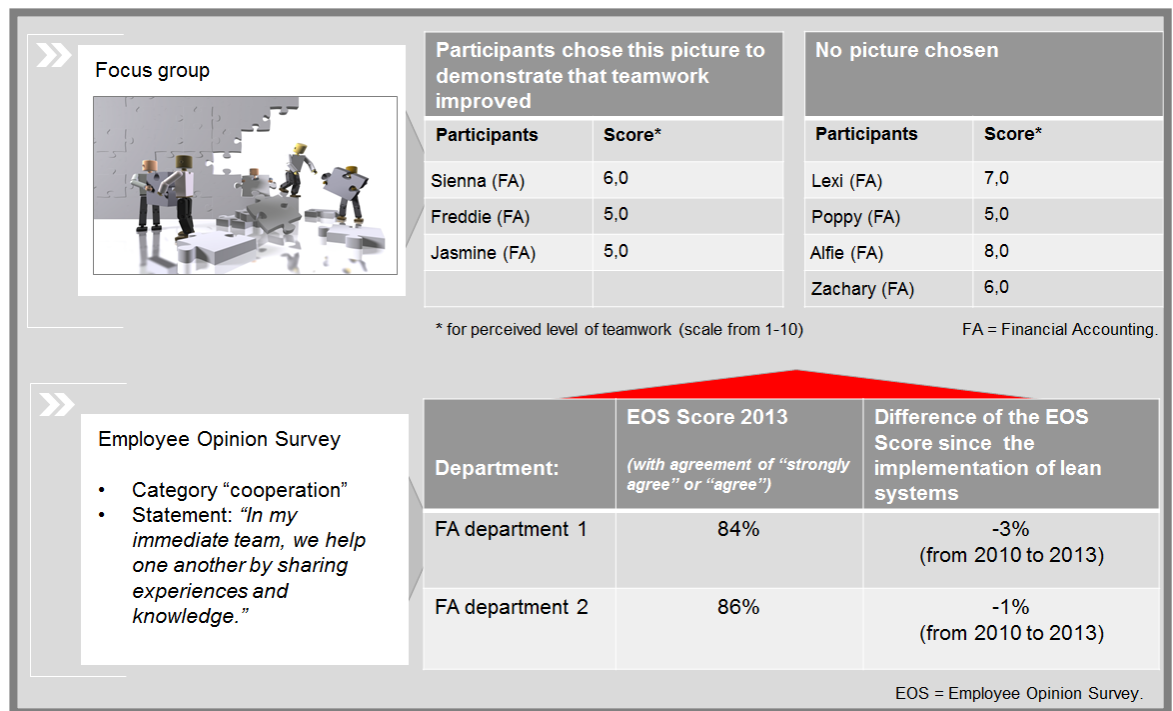 Focus group
Participants chose this picture to
demonstrate that teamwork
improved
Participants Score*
Sienna (FA) 6,0
Freddie (FA) 5,0
Jasmine (FA) 5,0
No picture chosen
Participants Score*
Lexi (FA) 7,0
Poppy (FA) 5,0
Alfie (FA) 8,0
Zachary (FA) 6,0
* for perceived level of teamwork (scale from 1-10)
FA = Financial Accounting.
Employee Opinion Survey
• Category “cooperation”
• Statement: “In my
immediate team, we help
one another by sharing
experiences and
knowledge.”
Department:
EOS Score 2013
(with agreement of “strongly
agree” or “agree”)
Difference of the EOS
Score since the
implementation of lean
systems
FA department 1 84% -3%
(from 2010 to 2013)
FA department 2 86% -1%
(from 2010 to 2013)
EOS = Employee Opinion Survey.